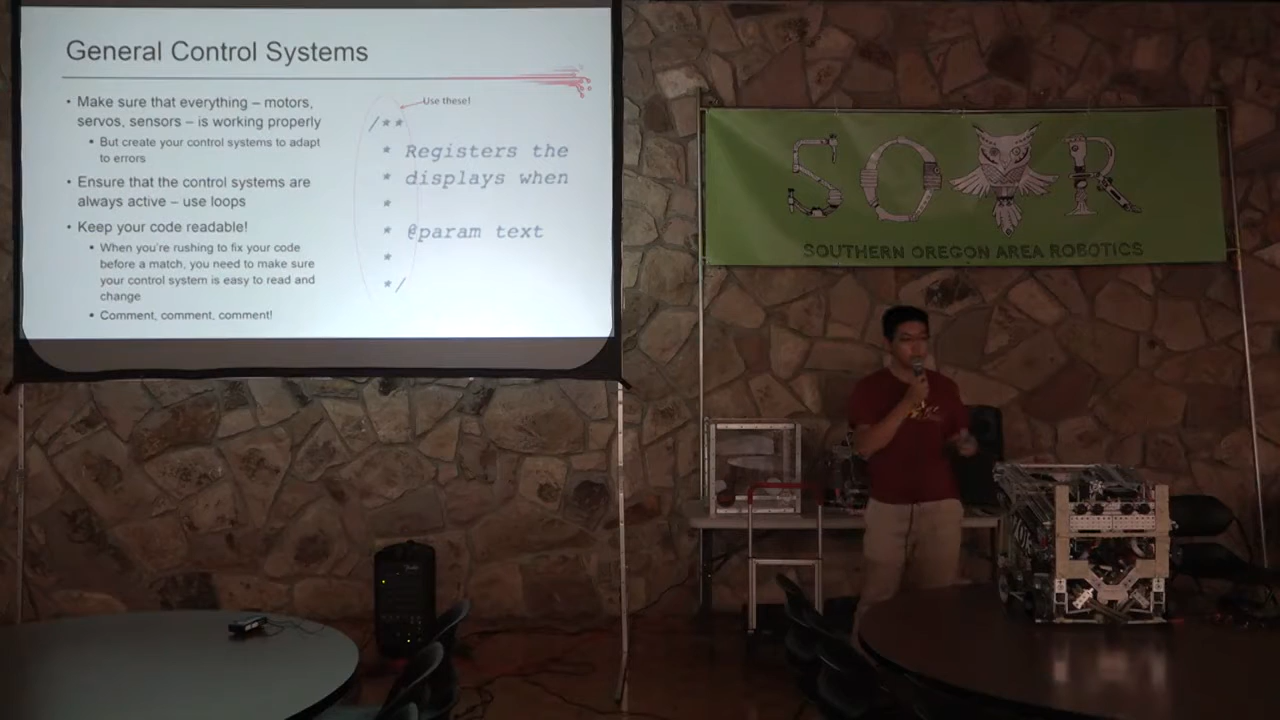 General Control Systems
• Make sure that everything – motors,
servos, sensors – is working properly
• But create your control systems to adapt
to errors
• Ensure that the control systems are
always active – use loops
• Keep your code readable!
• When you're rushing to fix your code
before a match, you need to make sure
your control system is easy to read and
change
• Comment, comment, comment!
Use these!
/**
* Registers the
* displays when
*
* @param text
*
*/
SOAR
SOUTHERN OREGON AREA ROBOTICS